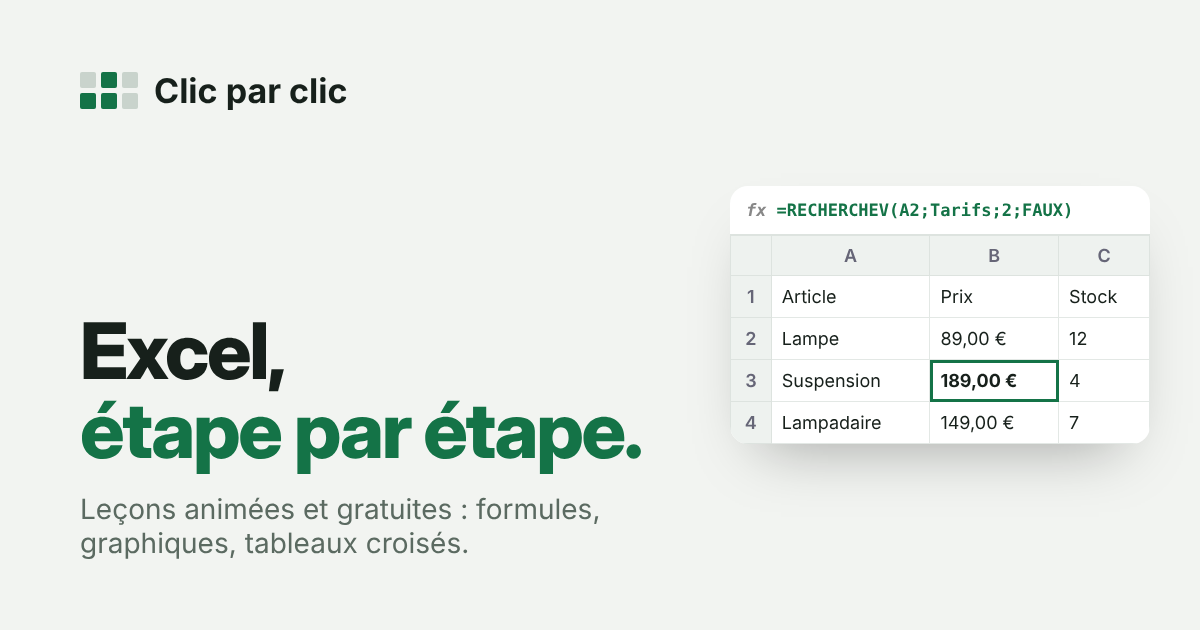 Clic par clic
Excel,
étape par étape.
Leçons animées et gratuites : formules,
graphiques, tableaux croisés.
fx =RECHERCHEV(A2;Tarifs;2;FAUX)
A B C
1 Article Prix Stock
2 Lampe 89,00 € 12
3 Suspension 189,00 € 4
4 Lampadaire 149,00 € 7